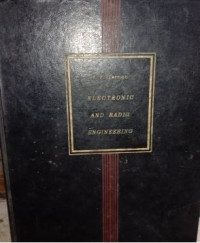 ELECTRONIC
AND RADIO
ENGINEERING